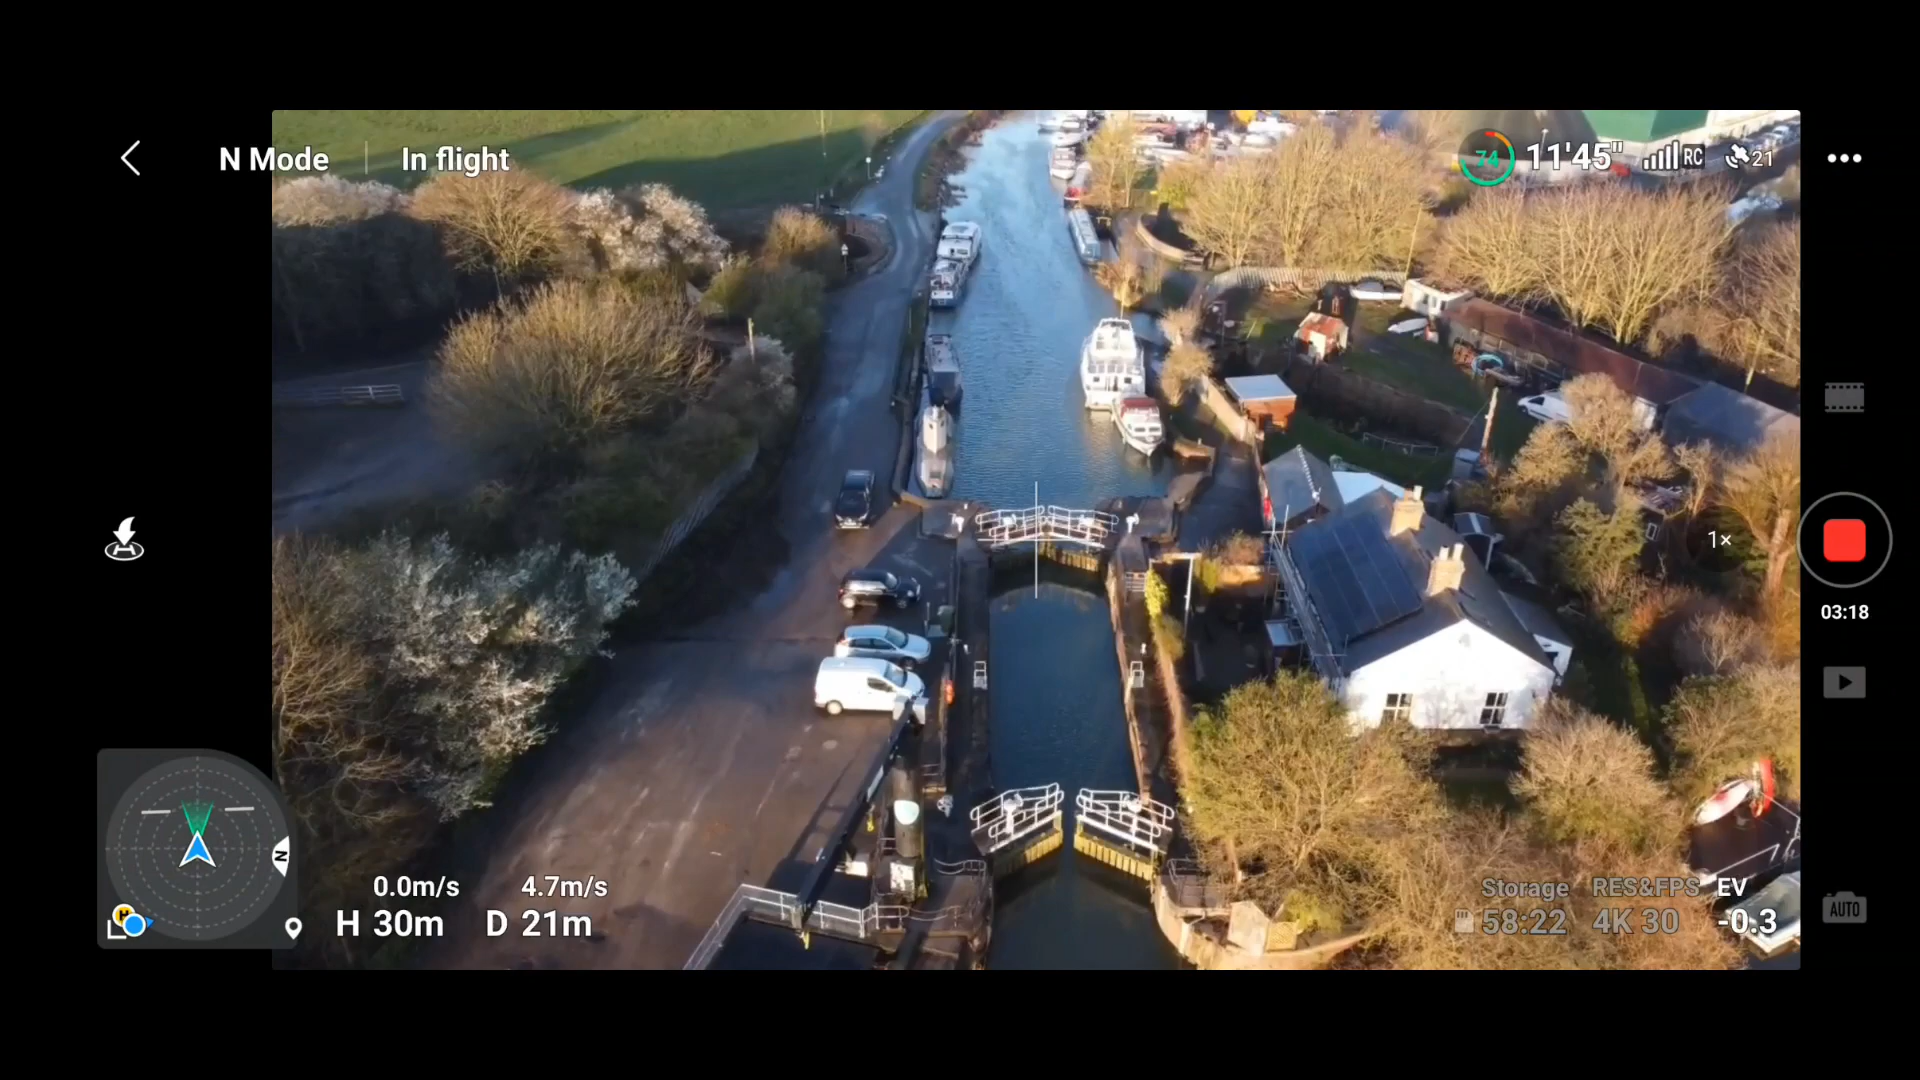 N Mode | In flight
74 11'45" RC 21
1×
03:18
N
H
0.0m/s 4.7m/s
H 30m D 21m
Storage RES&FPS EV
58:22 4K 30 -0.3
AUTO